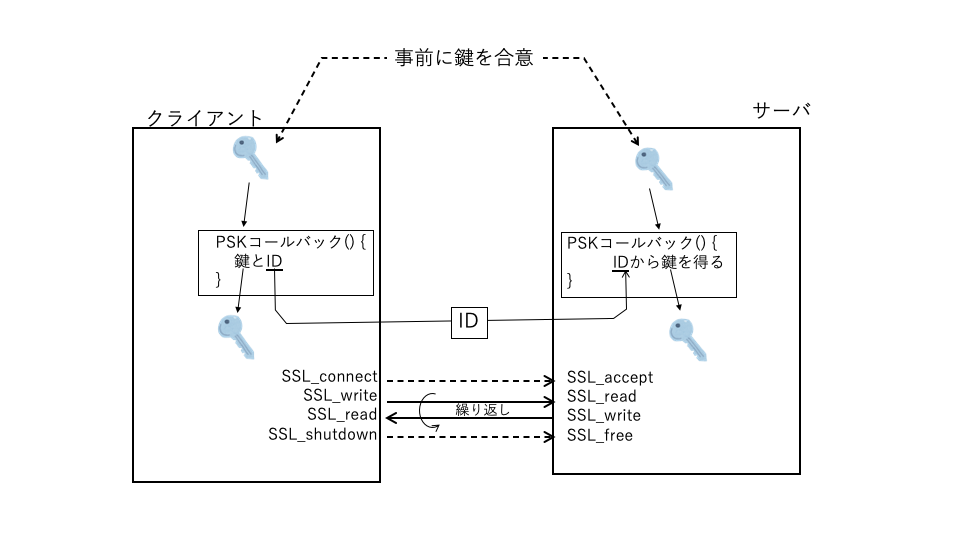 事前に鍵を合意
クライアント
サーバ
PSKコールバック() {
鍵とID
}
PSKコールバック() {
IDから鍵を得る
}
ID
SSL_connect
SSL_write
SSL_read
SSL_shutdown
繰り返し
SSL_accept
SSL_read
SSL_write
SSL_free